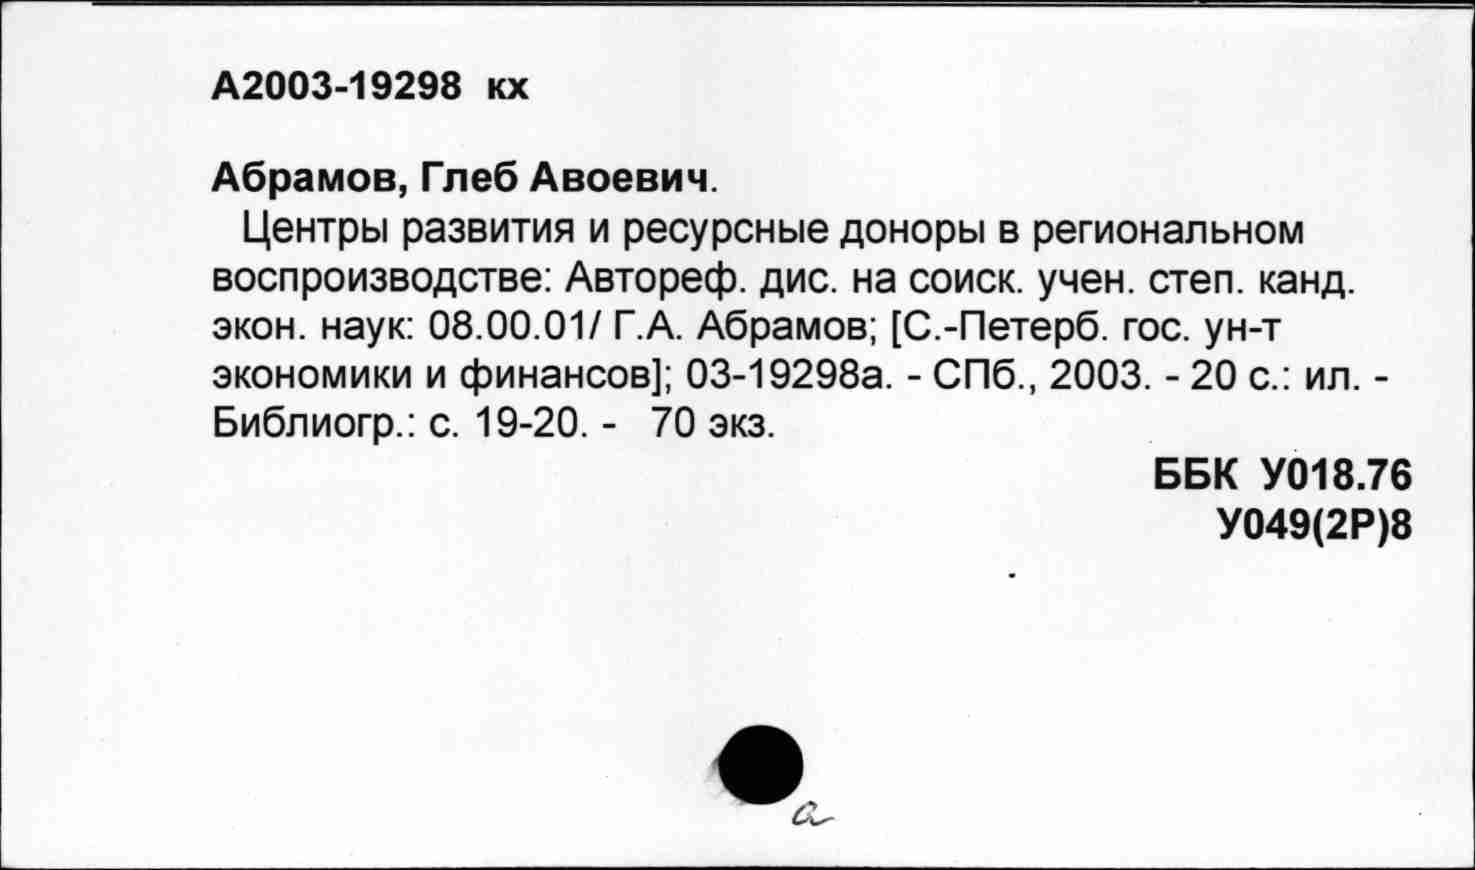 А2003-19298 кх
Абрамов, Глеб Авоевич.
Центры развития и ресурсные доноры в региональном
воспроизводстве: Автореф. дис. на соиск. учен. степ. канд.
экон. наук: 08.00.01/ Г.А. Абрамов; [С.-Петерб. гос. ун-т
экономики и финансов]; 03-19298а. - СПб., 2003. - 20 с.: ил. -
Библиогр.: с. 19-20. - 70 экз.
ББК У018.76
У049(2Р)8
а